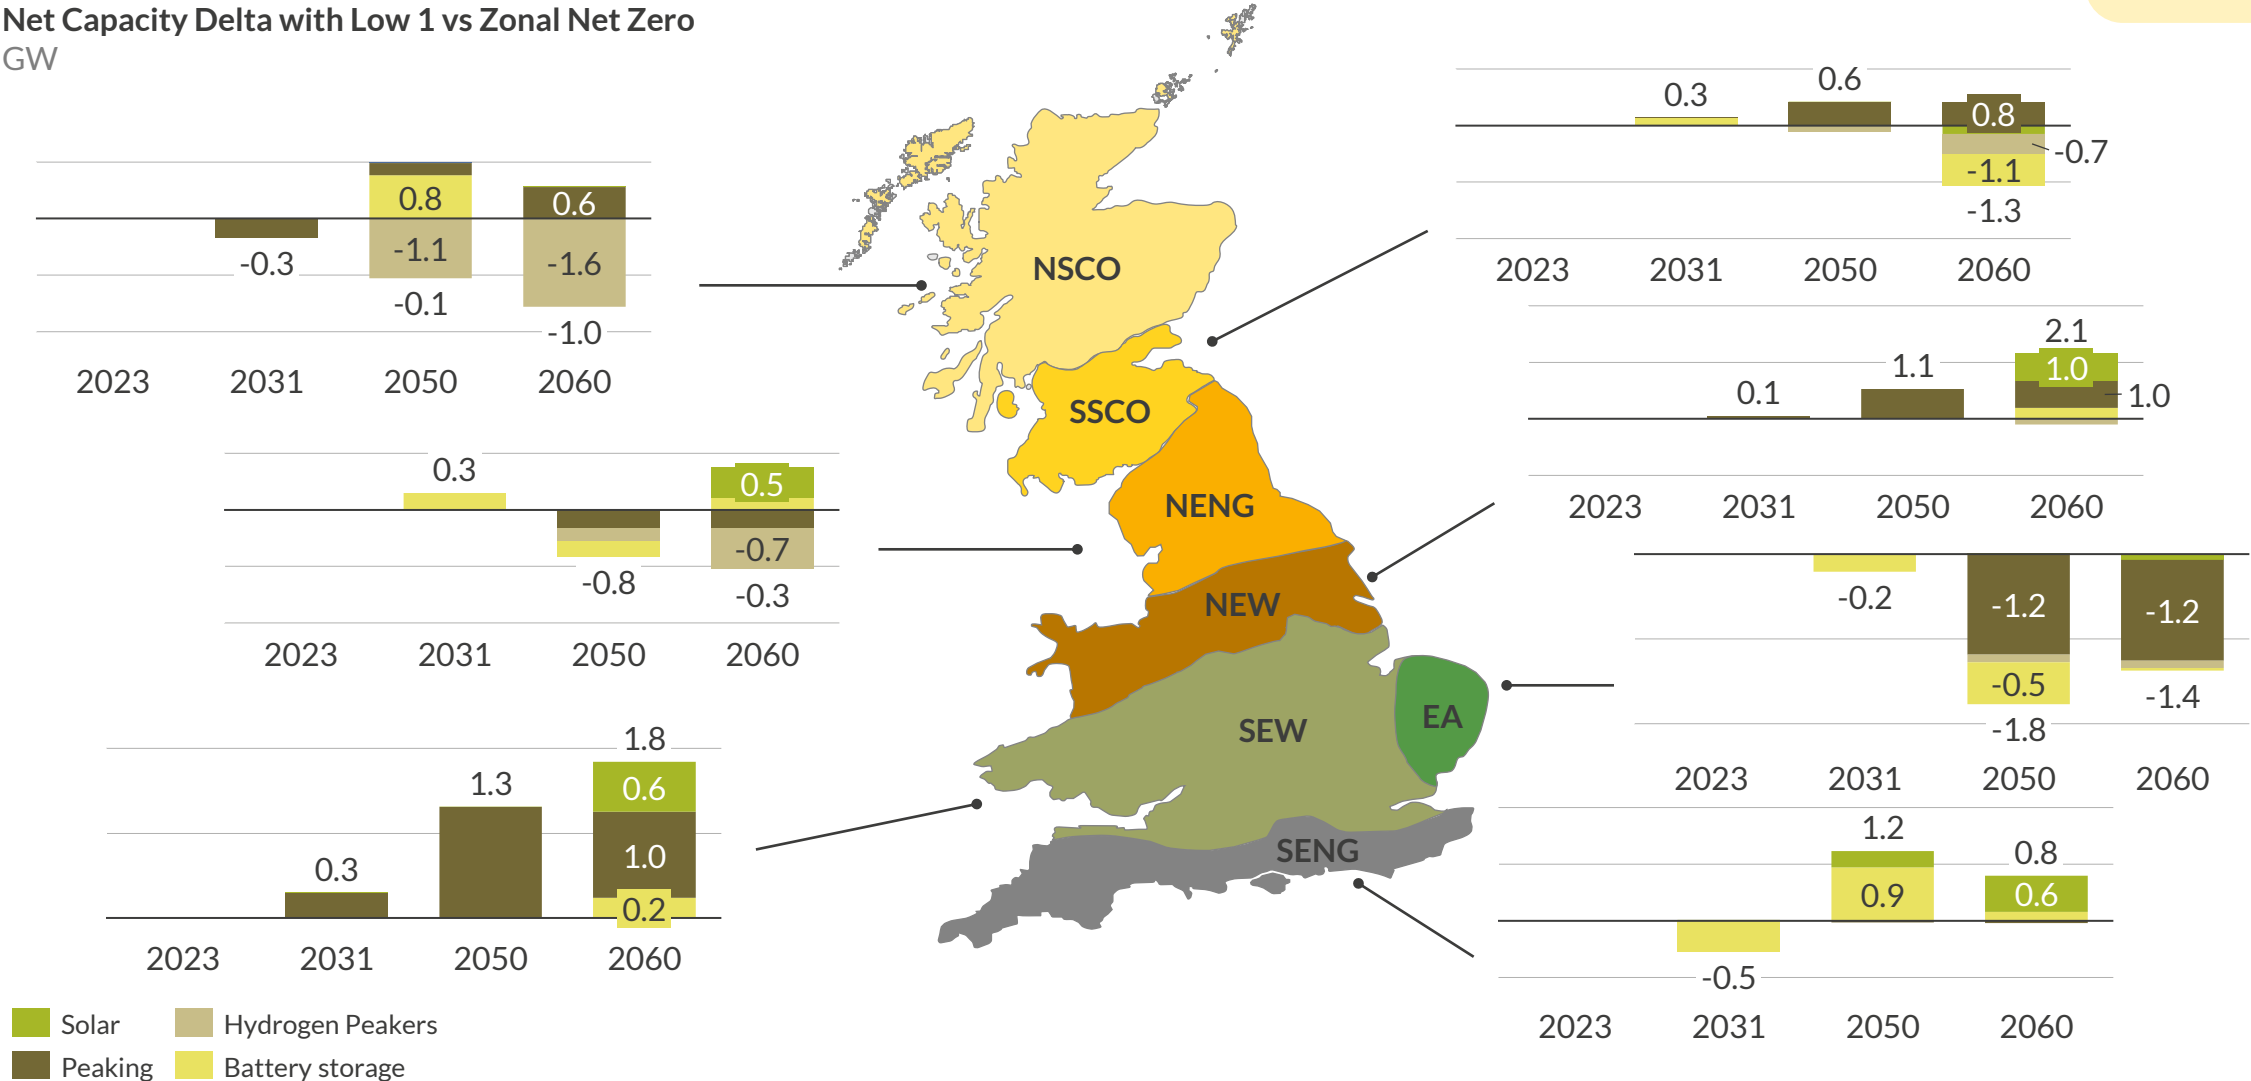 Net Capacity Delta with Low 1 vs Zonal Net Zero
GW
0.8
0.6
-0.3
-1.1
-1.6
-0.1
-1.0
2023 2031 2050 2060
0.3
0.6
0.8
-0.7
-1.1
-1.3
2023 2031 2050 2060
0.3
0.5
-0.7
-0.8
-0.3
2023 2031 2050 2060
2.1
1.1
1.0
0.1
1.0
2023 2031 2050 2060
1.8
1.3
0.6
0.3
1.0
0.2
2023 2031 2050 2060
-0.2
-1.2
-1.2
-0.5
-1.4
-1.8
2023 2031 2050 2060
1.2
0.8
0.9
0.6
-0.5
2023 2031 2050 2060
NSCO
SSCO
NENG
NEW
SEW
EA
SENG
Solar
Hydrogen Peakers
Peaking
Battery storage